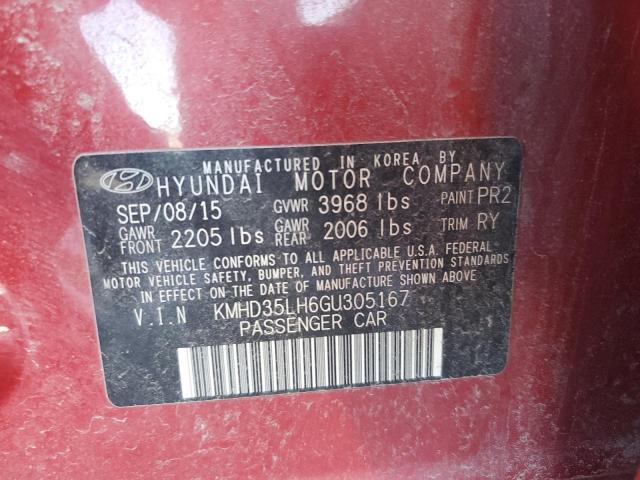 MANUFACTURED IN KOREA BY
HYUNDAI MOTOR COMPANY
SEP/08/15 GVWR 3968 lbs PAINT PR2
GAWR FRONT 2205 lbs GAWR REAR 2006 lbs TRIM RY
THIS VEHICLE CONFORMS TO ALL APPLICABLE U.S.A. FEDERAL
MOTOR VEHICLE SAFETY, BUMPER, AND THEFT PREVENTION STANDARDS
IN EFFECT ON THE DATE OF MANUFACTURE SHOWN ABOVE.
V.I.N KMHD35LH6GU305167
PASSENGER CAR